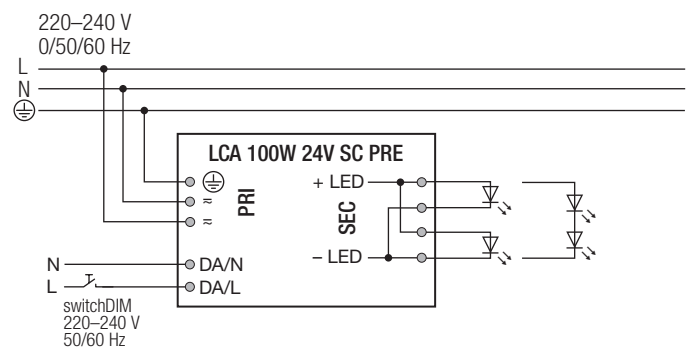 220–240 V
0/50/60 Hz
L
N
LCA 100W 24V SC PRE
+ LED
≂
PRI
≂
SEC
– LED
N
DA/N
L
DA/L
switchDIM
220–240 V
50/60 Hz